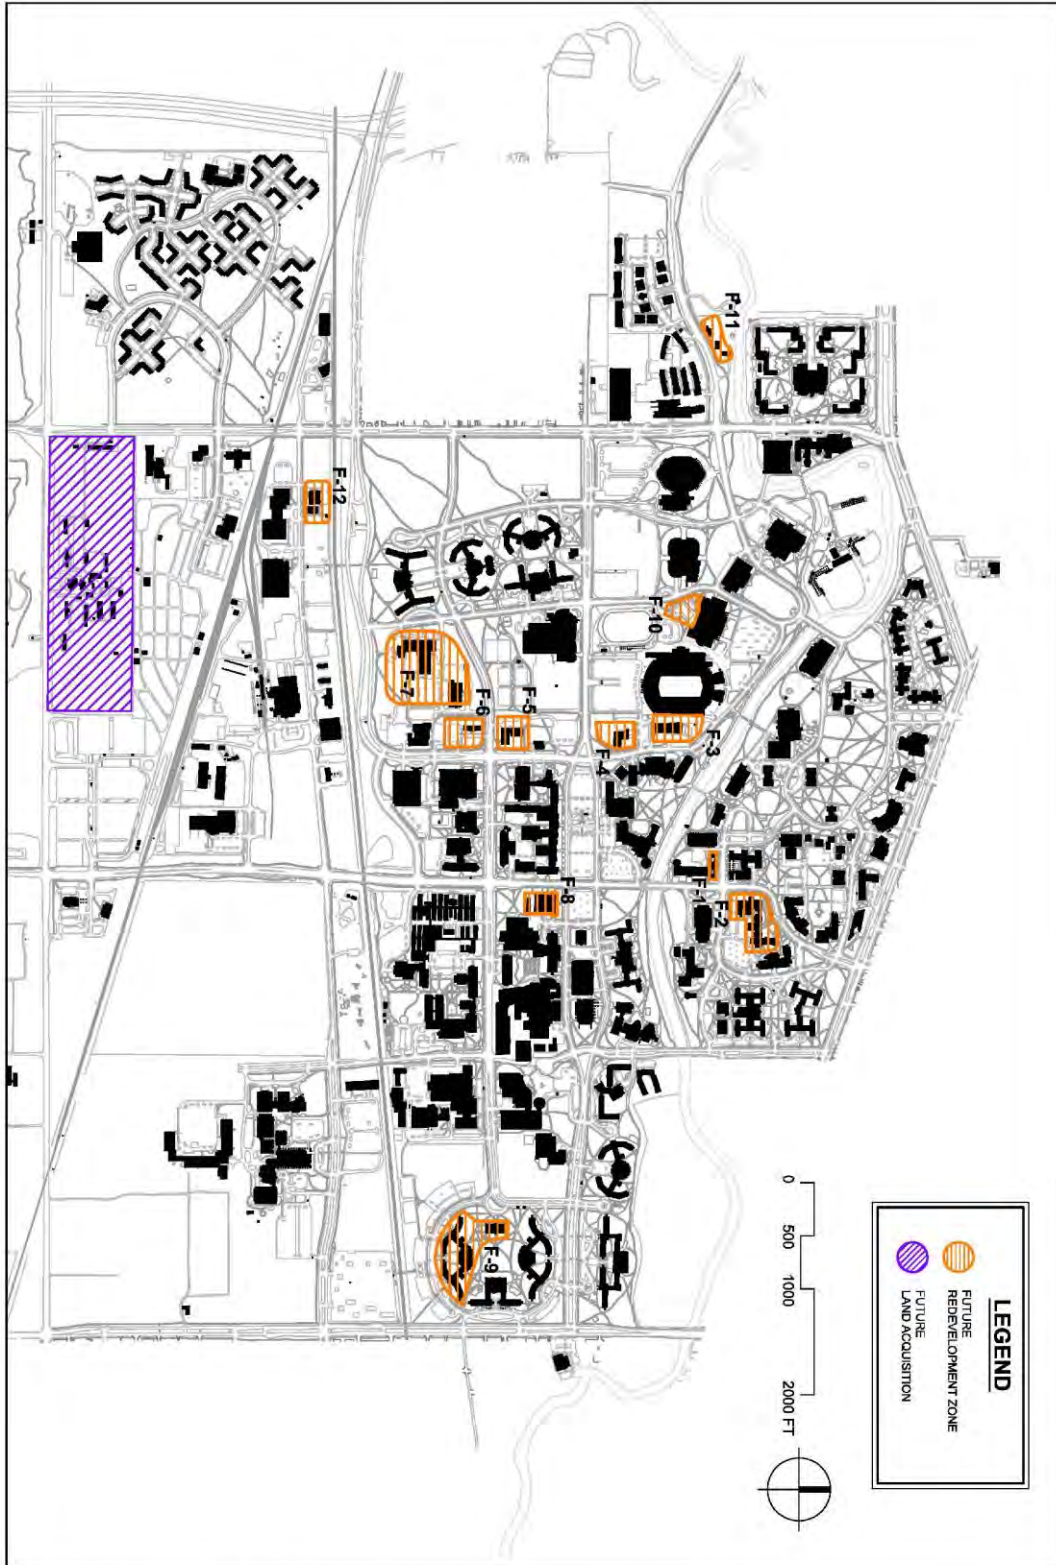 LEGEND
FUTURE
REDEVELOPMENT ZONE
FUTURE
LAND ACQUISITION
0
500
1000
2000 FT
F-11
F-12
F-10
F-7
F-6
F-5
F-4
F-3
F-1
F-2
F-8
F-9